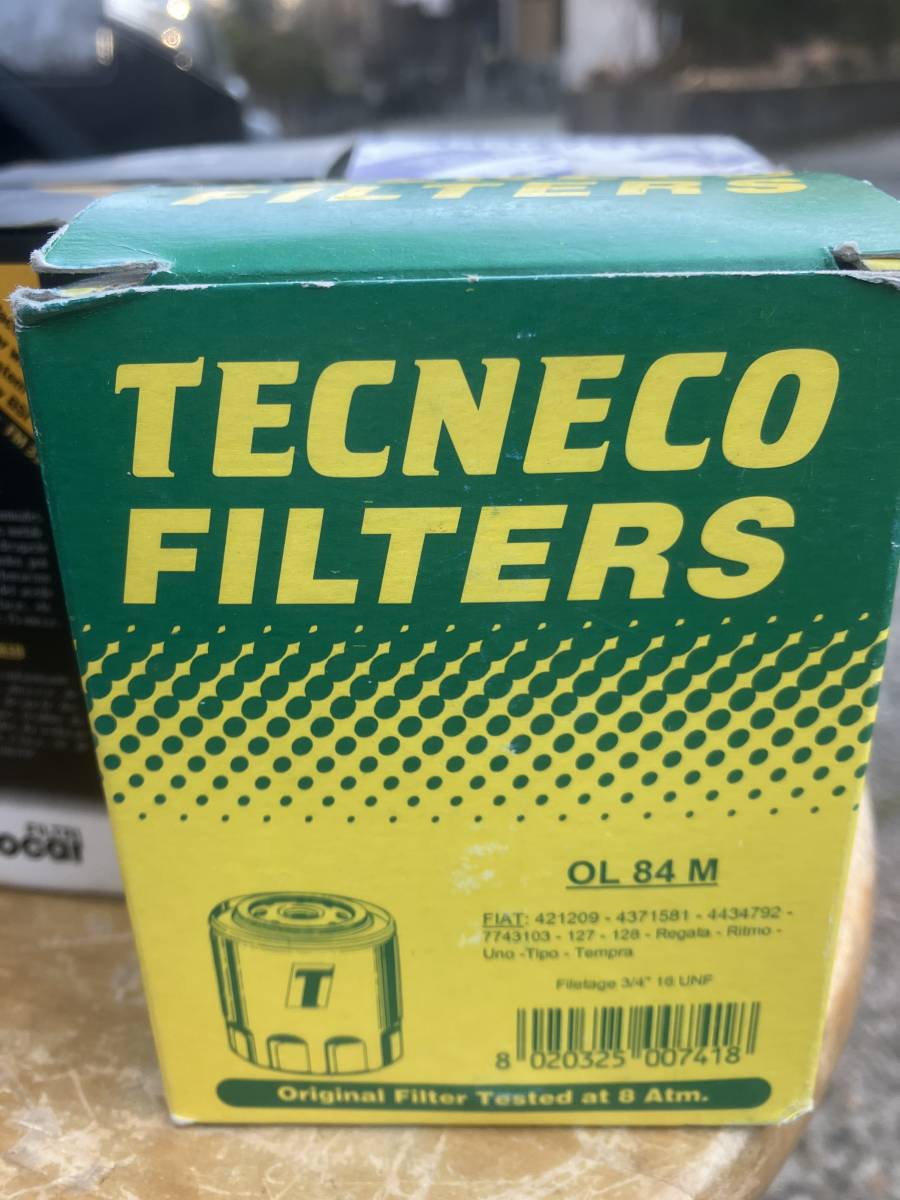 FILTERS
TECNECO
FILTERS
OL 84 M
FIAT: 421209 - 4371581 - 4434792 -
7743103 - 127 - 128 - Regata - Ritmo -
Uno -Tipo - Tempra
Filetage 3/4" 16 UNF
8 020325 007418
T
Original Filter Tested at 8 Atm.
FILTRI